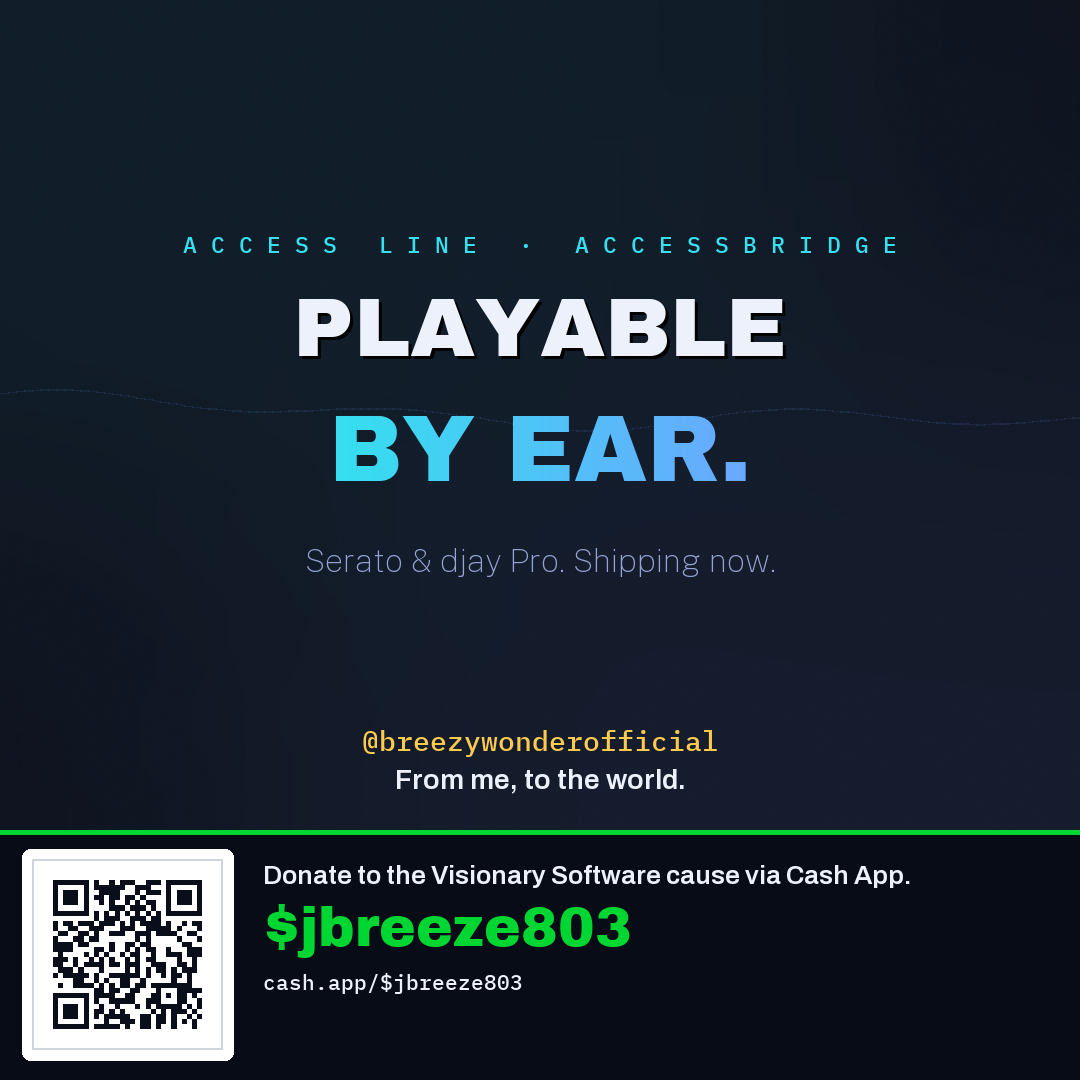 ACCESS LINE · ACCESSBRIDGE
PLAYABLE
BY EAR.
Serato & djay Pro. Shipping now.
@breezywonderofficial
From me, to the world.
Donate to the Visionary Software cause via Cash App.
$jbreeze803
cash.app/$jbreeze803